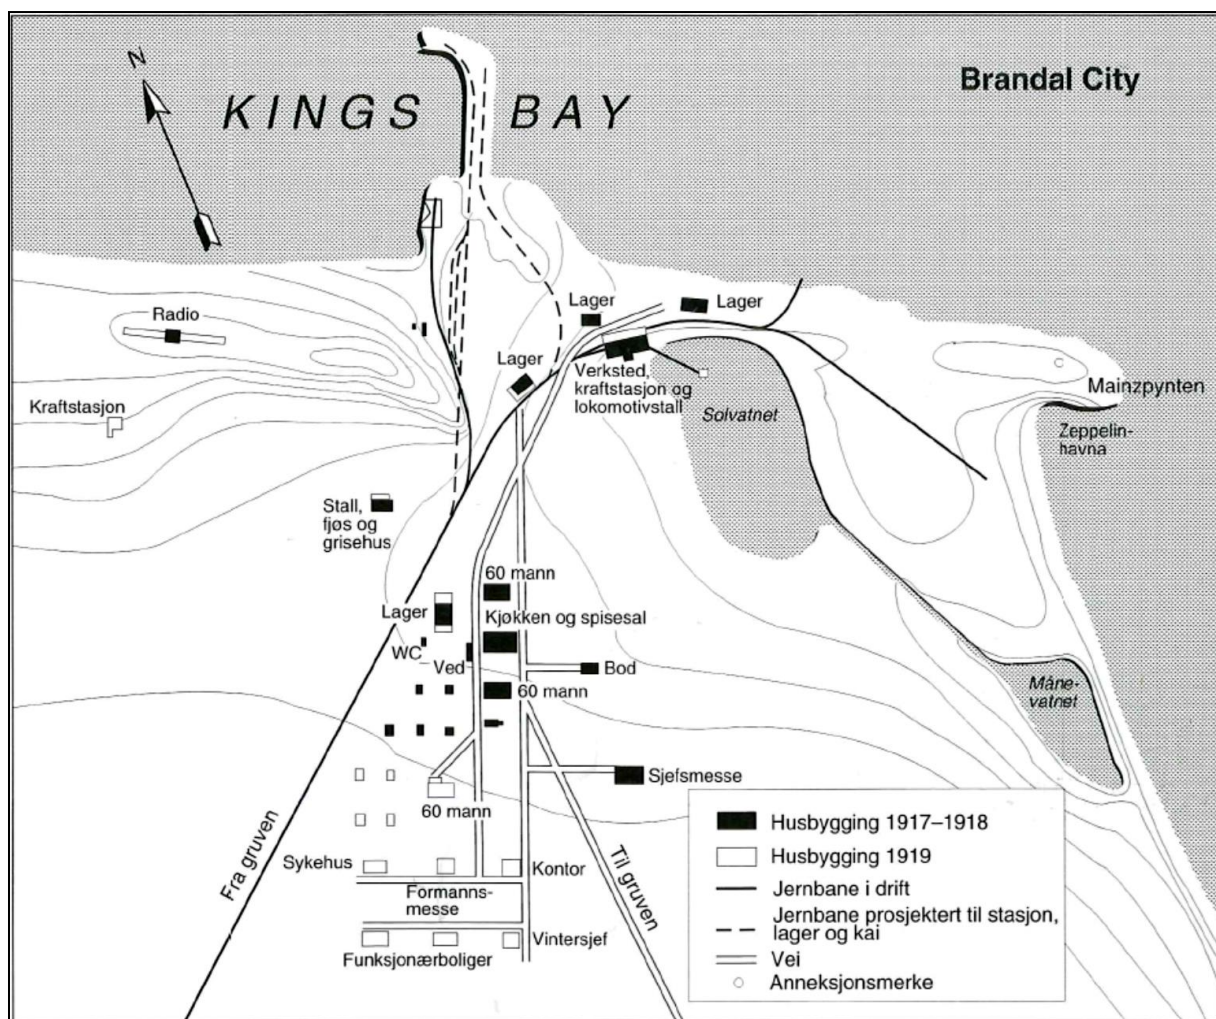 N
KINGS BAY
Brandal City
Radio
Lager
Lager
Lager
Kraftstasjon
Verksted,
kraftstasjon og
lokomotivstall
Solvatnet
Mainzpynten
Zeppelin-
havna
Stall,
fjøs og
grisehus
60 mann
Lager
Kjøkken og spisesal
WC
Ved
Bod
60 mann
Måne-
vatnet
Sjefsmesse
60 mann
Fra gruven
Til gruven
Sykehus
Kontor
Formanns-
messe
Vintersjef
Funksjonærboliger
Husbygging 1917–1918
Husbygging 1919
Jernbane i drift
Jernbane prosjektert til stasjon,
lager og kai
Vei
Anneksjonsmerke